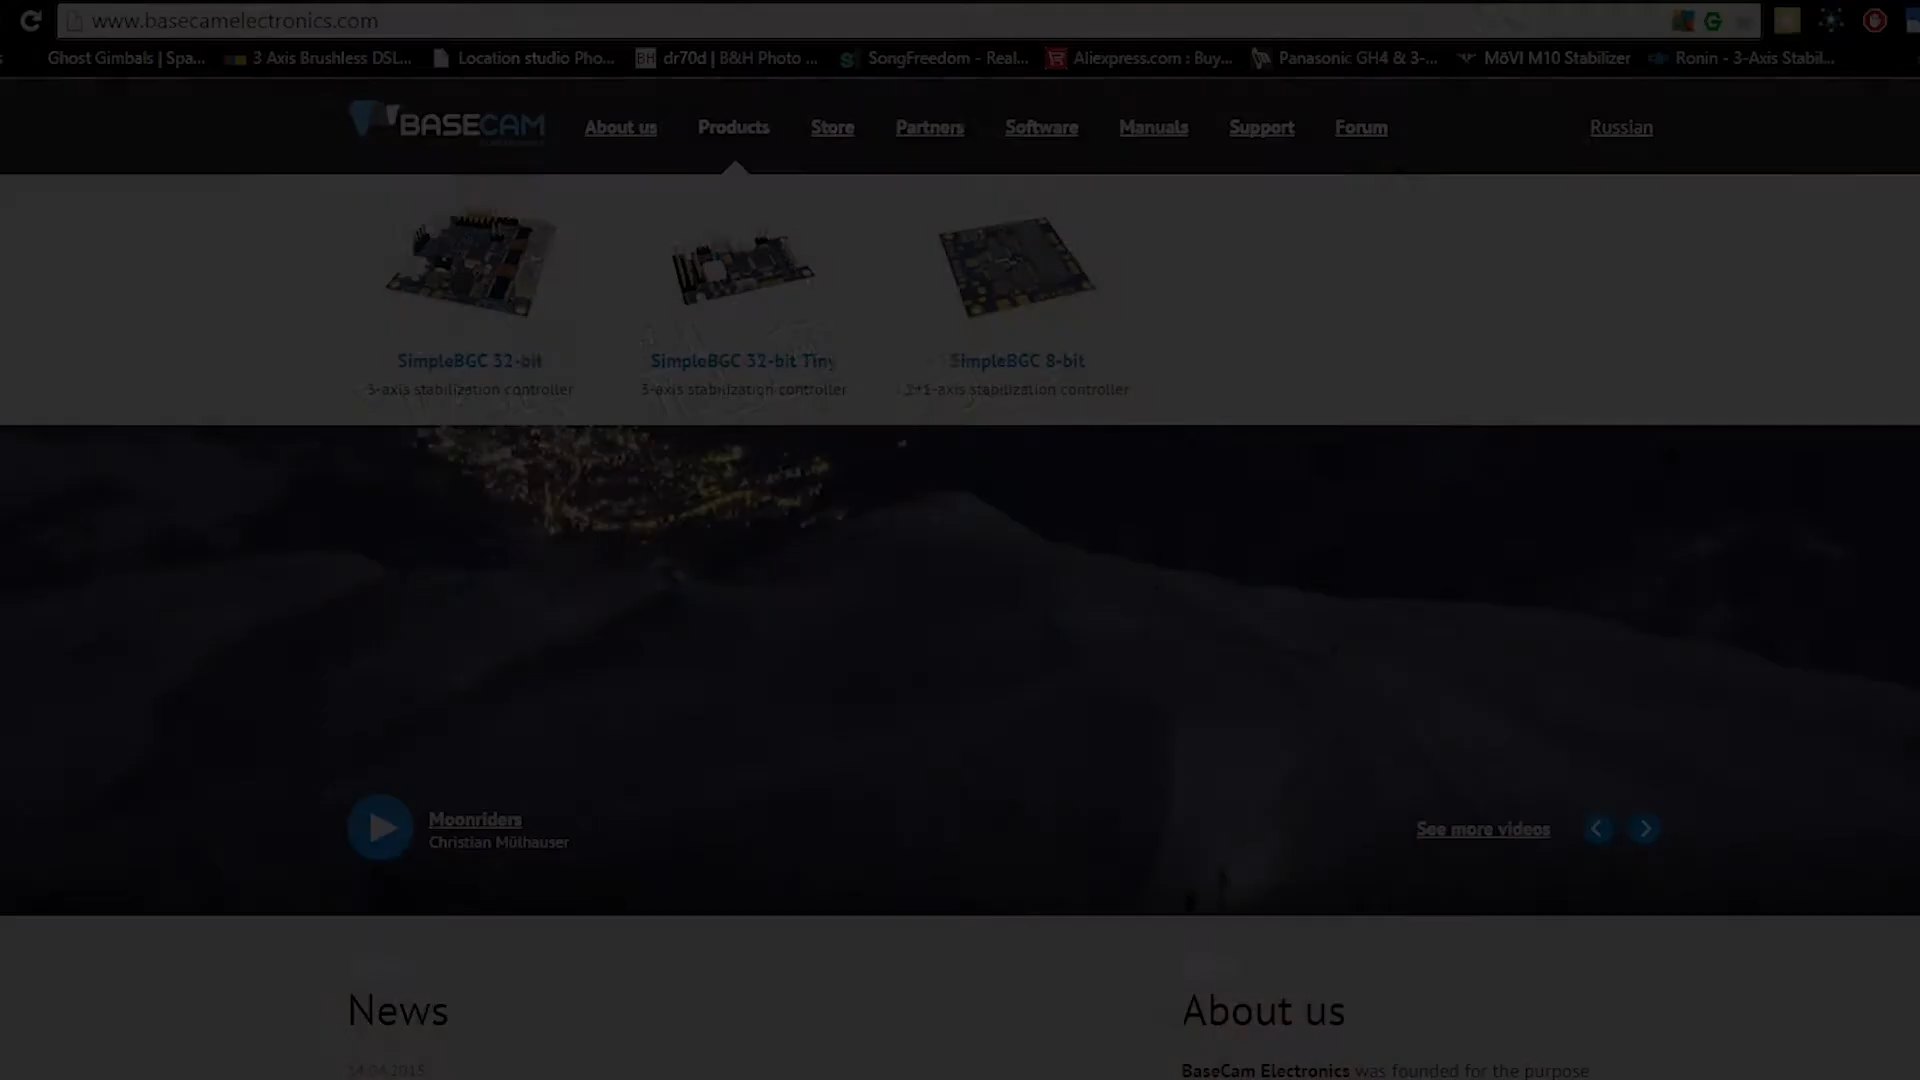 www.basecamelectronics.com
Ghost Gimbals | Spa... 3 Axis Brushless DSL... Location studio Pho... BH dr70d | B&H Photo ... SongFreedom - Real... Aliexpress.com : Buy... Panasonic GH4 & 3-... MōVI M10 Stabilizer Ronin - 3-Axis Stabil...
BASECAM About us Products Store Partners Software Manuals Support Forum Russian
SimpleBGC 32-bit SimpleBGC 32-bit Tiny SimpleBGC 8-bit
3-axis stabilization controller 3-axis stabilization controller 2+1-axis stabilization controller
Moonriders
Christian Mülhauser
See more videos
News About us
14.04.2015 BaseCam Electronics was founded for the purpose